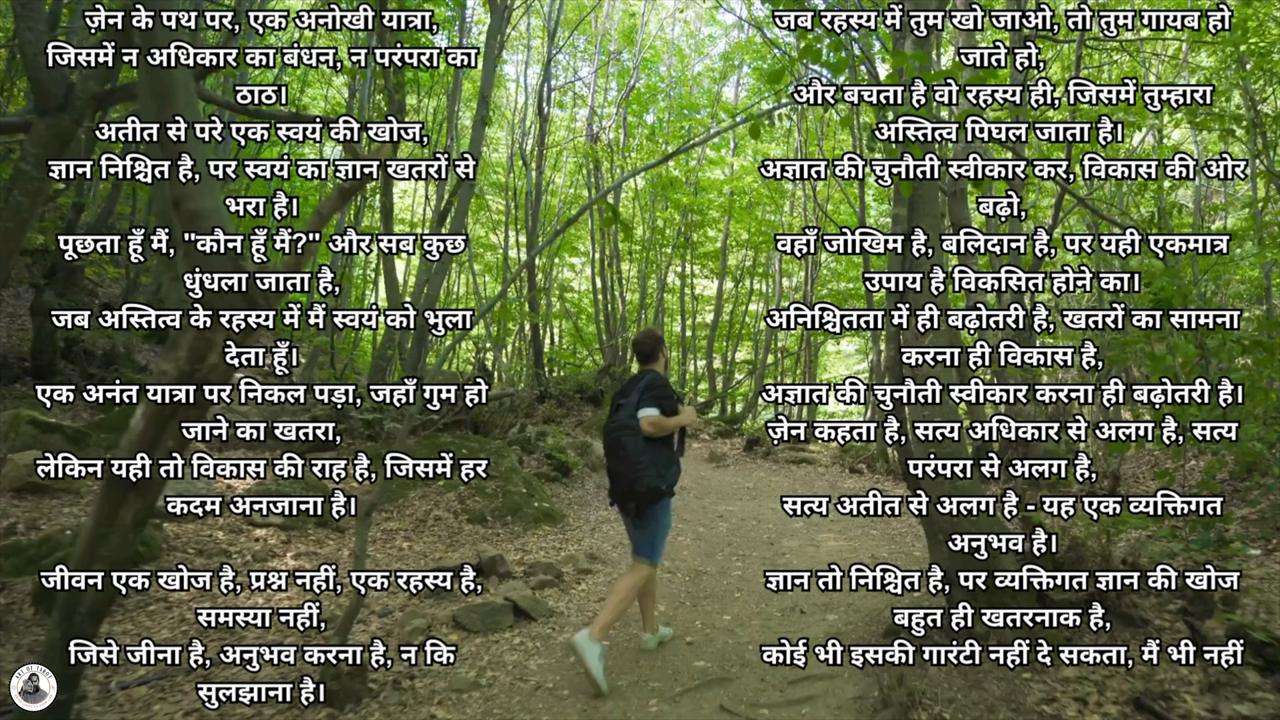 ज़ेन के पथ पर, एक अनोखी यात्रा,
जिसमें न अधिकार का बंधन, न परंपरा का
ठाठ।
अतीत से परे एक स्वयं की खोज,
ज्ञान निश्चित है, पर स्वयं का ज्ञान खतरों से
भरा है।
पूछता हूँ मैं, "कौन हूँ मैं?" और सब कुछ
धुंधला जाता है,
जब अस्तित्व के रहस्य में मैं स्वयं को भुला
देता हूँ।
एक अनंत यात्रा पर निकल पड़ा, जहाँ गुम हो
जाने का खतरा,
लेकिन यही तो विकास की राह है, जिसमें हर
कदम अनजाना है।
जीवन एक खोज है, प्रश्न नहीं, एक रहस्य है,
समस्या नहीं,
जिसे जीना है, अनुभव करना है, न कि
सुलझाना है।
जब रहस्य में तुम खो जाओ, तो तुम गायब हो
जाते हो,
और बचता है वो रहस्य ही, जिसमें तुम्हारा
अस्तित्व पिघल जाता है।
अज्ञात की चुनौती स्वीकार कर, विकास की ओर
बढ़ो,
वहाँ जोखिम है, बलिदान है, पर यही एकमात्र
उपाय है विकसित होने का।
अनिश्चितता में ही बढ़ोतरी है, खतरों का सामना
करना ही विकास है,
अज्ञात की चुनौती स्वीकार करना ही बढ़ोतरी है।
ज़ेन कहता है, सत्य अधिकार से अलग है, सत्य
परंपरा से अलग है,
सत्य अतीत से अलग है - यह एक व्यक्तिगत
अनुभव है।
ज्ञान तो निश्चित है, पर व्यक्तिगत ज्ञान की खोज
बहुत ही खतरनाक है,
कोई भी इसकी गारंटी नहीं दे सकता, मैं भी नहीं